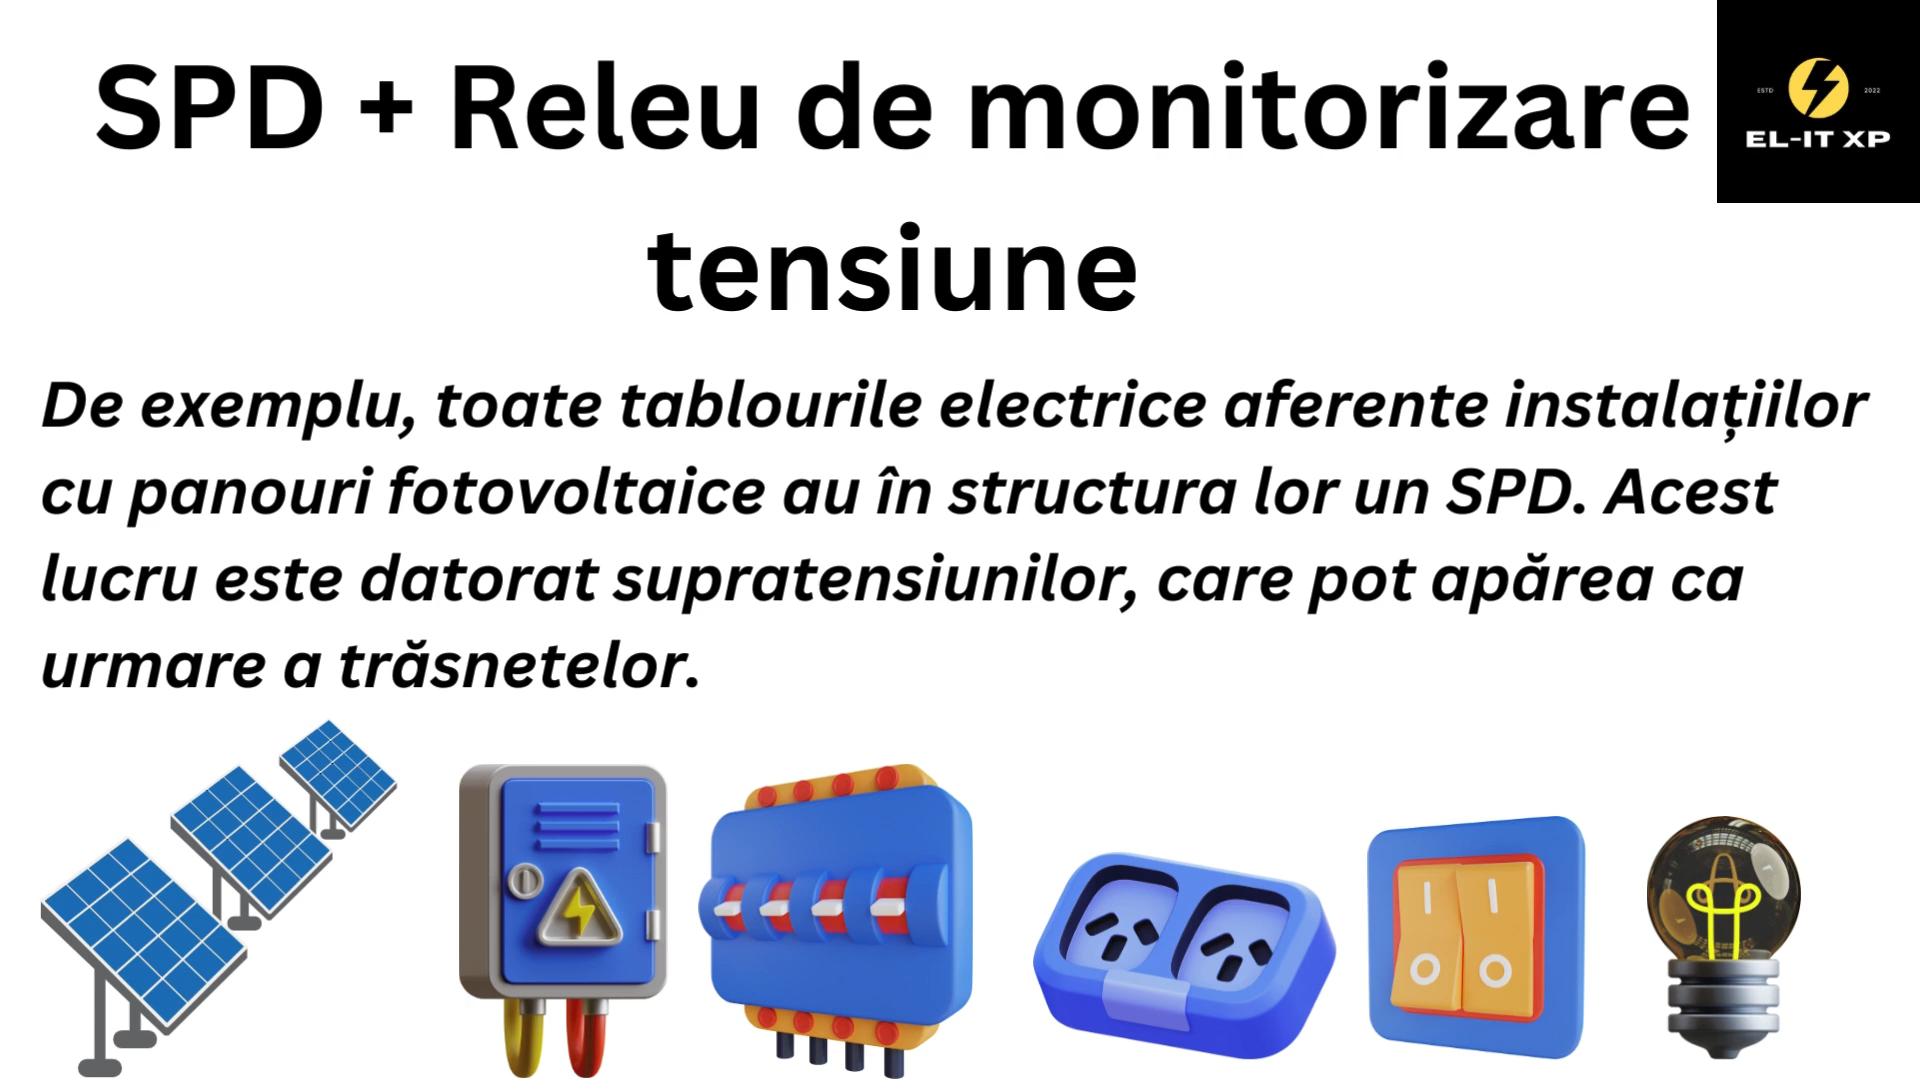 SPD + Releu de monitorizare
tensiune
ESTD
2022
EL-IT XP
De exemplu, toate tablourile electrice aferente instalațiilor
cu panouri fotovoltaice au în structura lor un SPD. Acest
lucru este datorat supratensiunilor, care pot apărea ca
urmare a trăsnetelor.